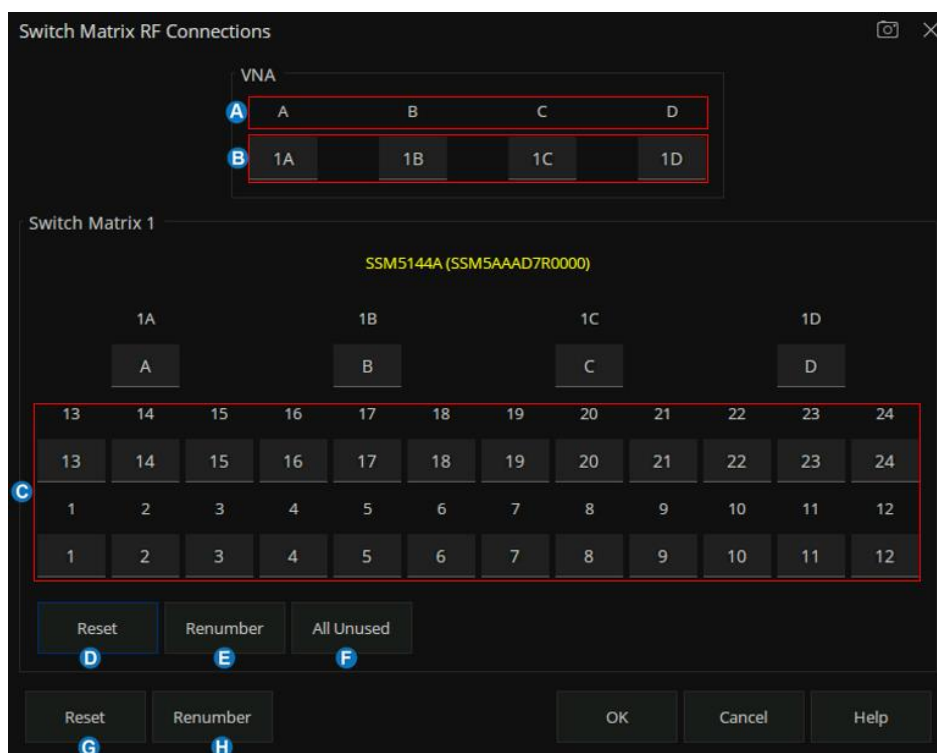 Switch Matrix RF Connections
VNA
A A B C D
B 1A 1B 1C 1D
Switch Matrix 1
SSM5144A (SSM5AAAD7R0000)
1A 1B 1C 1D
A B C D
13 14 15 16 17 18 19 20 21 22 23 24
13 14 15 16 17 18 19 20 21 22 23 24
C
1 2 3 4 5 6 7 8 9 10 11 12
1 2 3 4 5 6 7 8 9 10 11 12
Reset Renumber All Unused
D E F
Reset Renumber OK Cancel Help
G H